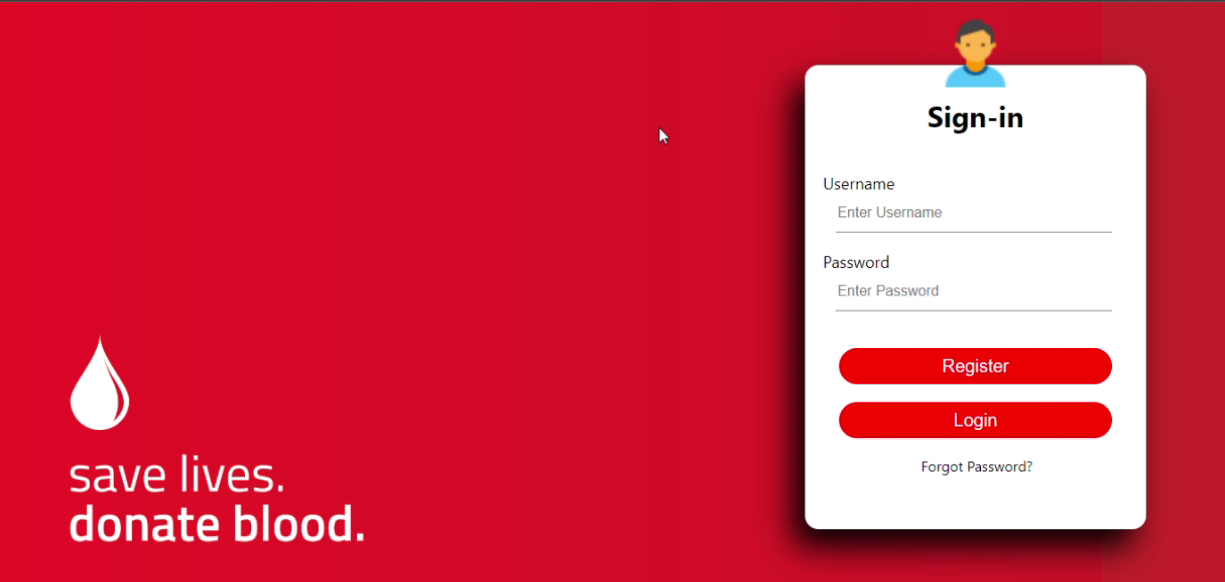 save lives.
donate blood.
Sign-in
Username
Enter Username
Password
Enter Password
Register
Login
Forgot Password?